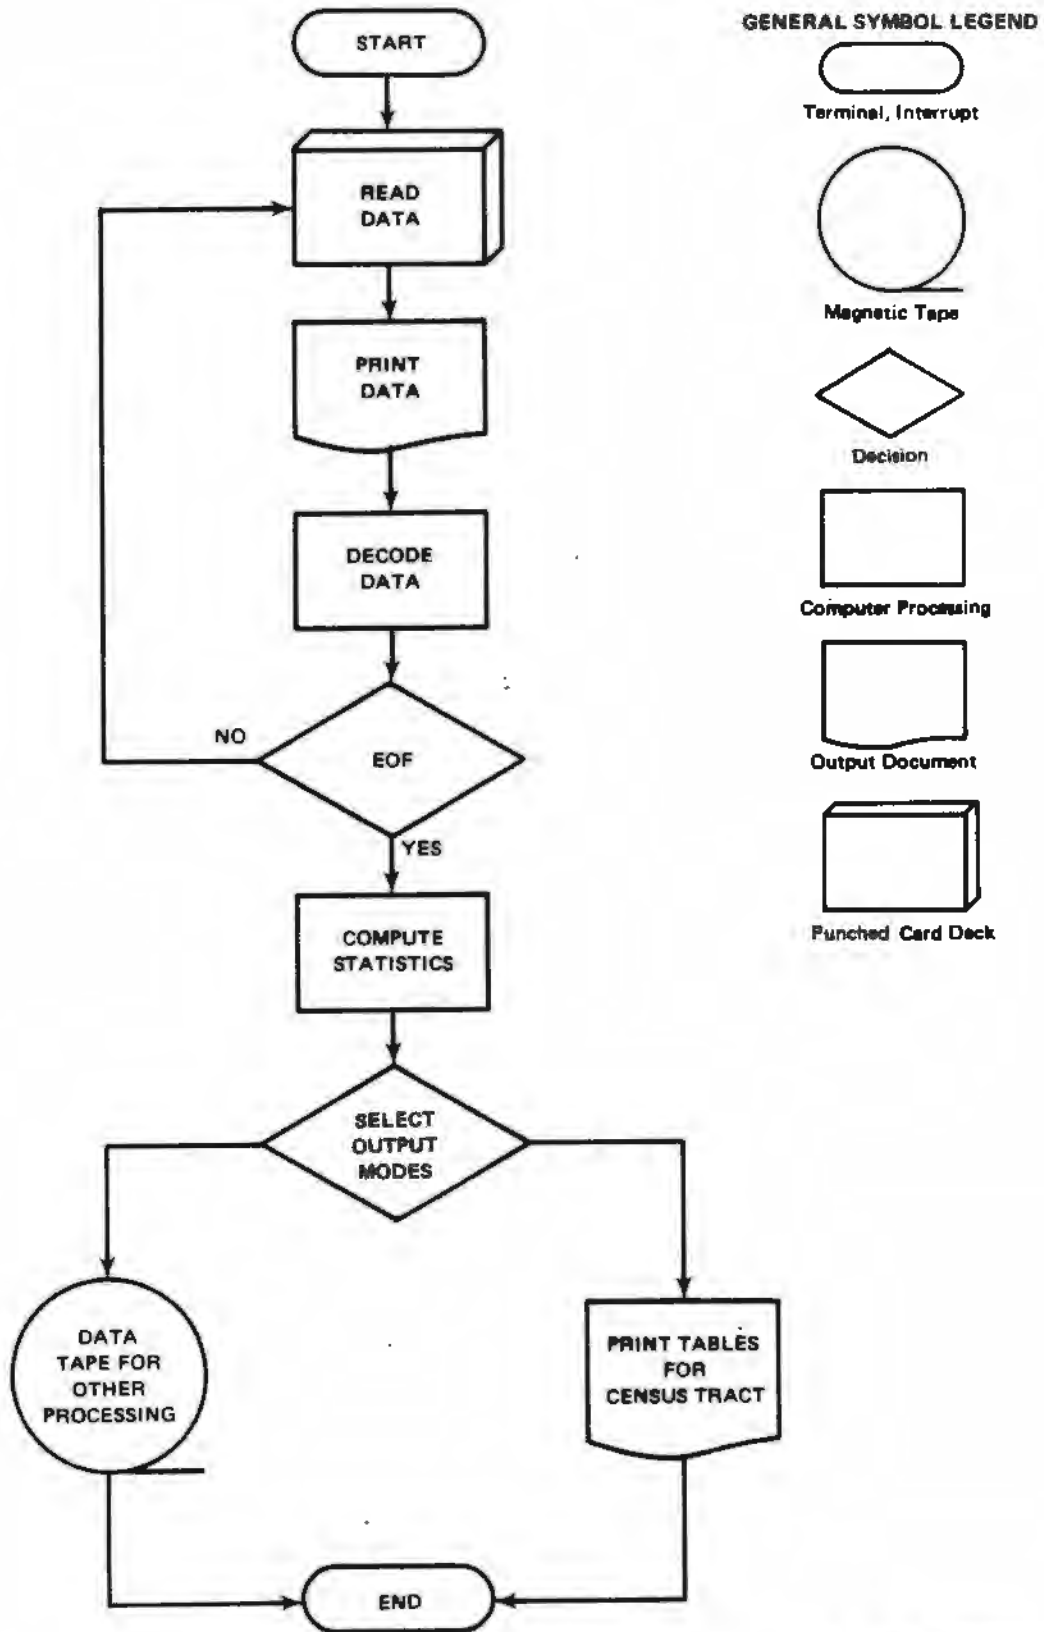 START
READ
DATA
PRINT
DATA
DECODE
DATA
NO
EOF
YES
COMPUTE
STATISTICS
SELECT
OUTPUT
MODES
DATA
TAPE FOR
OTHER
PROCESSING
PRINT TABLES
FOR
CENSUS TRACT
END
GENERAL SYMBOL LEGEND
Terminal, Interrupt
Magnetic Tape
Decision
Computer Processing
Output Document
Punched Card Deck